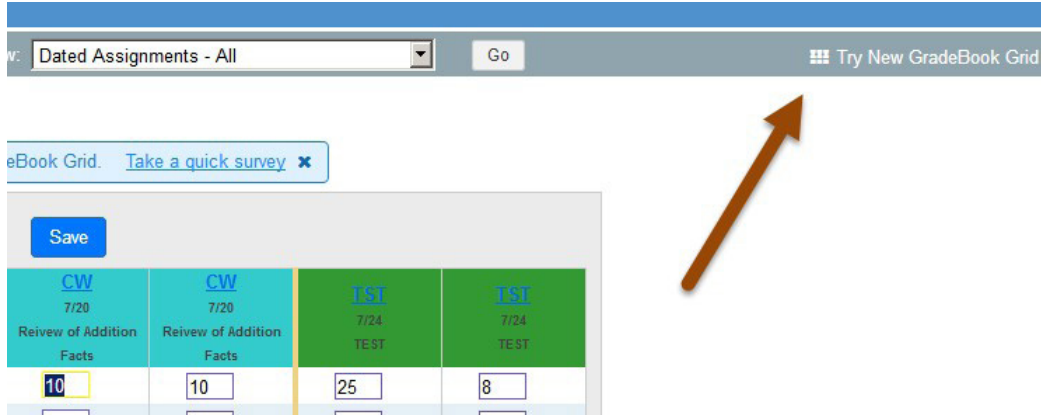 w: Dated Assignments - All Go Try New GradeBook Grid
eBook Grid. Take a quick survey ×
Save
CW CW TST TST
7/20 7/20 7/24 7/24
Reivew of Addition Reivew of Addition TEST TEST
Facts Facts
10 10 25 8